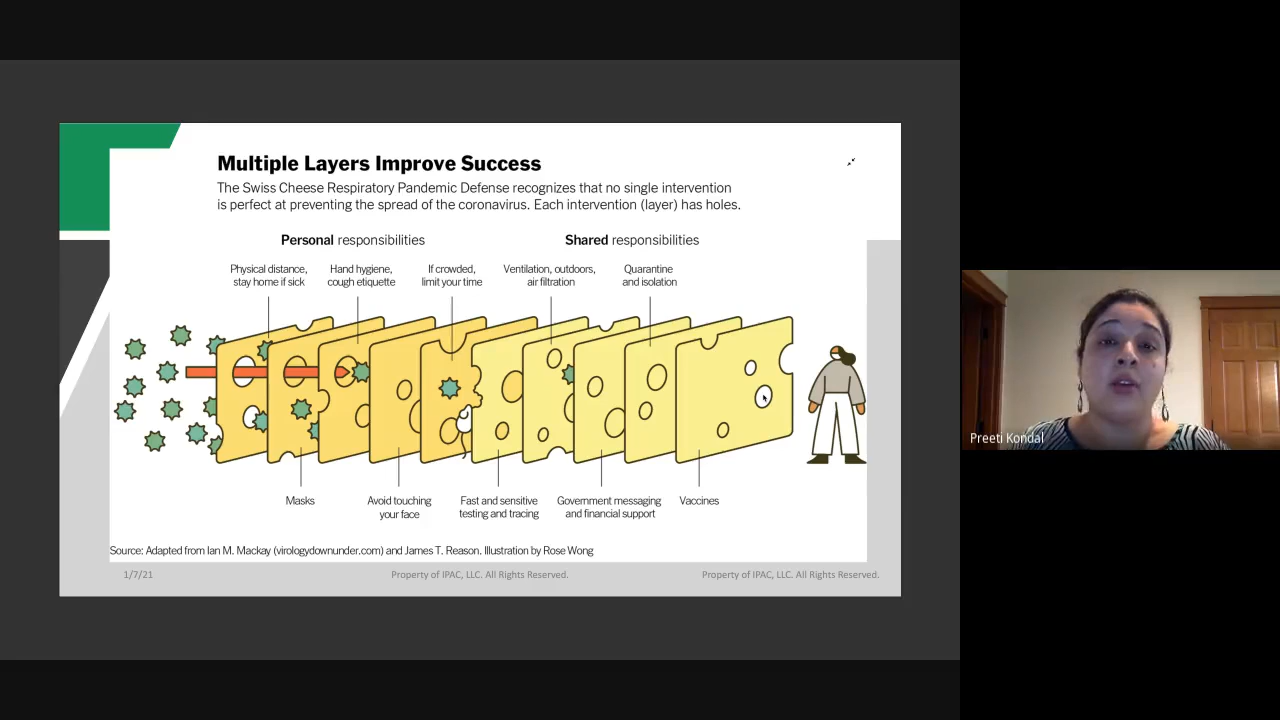 Multiple Layers Improve Success
The Swiss Cheese Respiratory Pandemic Defense recognizes that no single intervention
is perfect at preventing the spread of the coronavirus. Each intervention (layer) has holes.
Personal responsibilities
Shared responsibilities
Physical distance,
stay home if sick
Hand hygiene,
cough etiquette
If crowded,
limit your time
Ventilation, outdoors,
air filtration
Quarantine
and isolation
Masks
Avoid touching
your face
Fast and sensitive
testing and tracing
Government messaging
and financial support
Vaccines
Source: Adapted from Ian M. Mackay (virologydownunder.com) and James T. Reason. Illustration by Rose Wong
1/7/21
Property of IPAC, LLC. All Rights Reserved.
Property of IPAC, LLC. All Rights Reserved.
Preeti Kondal